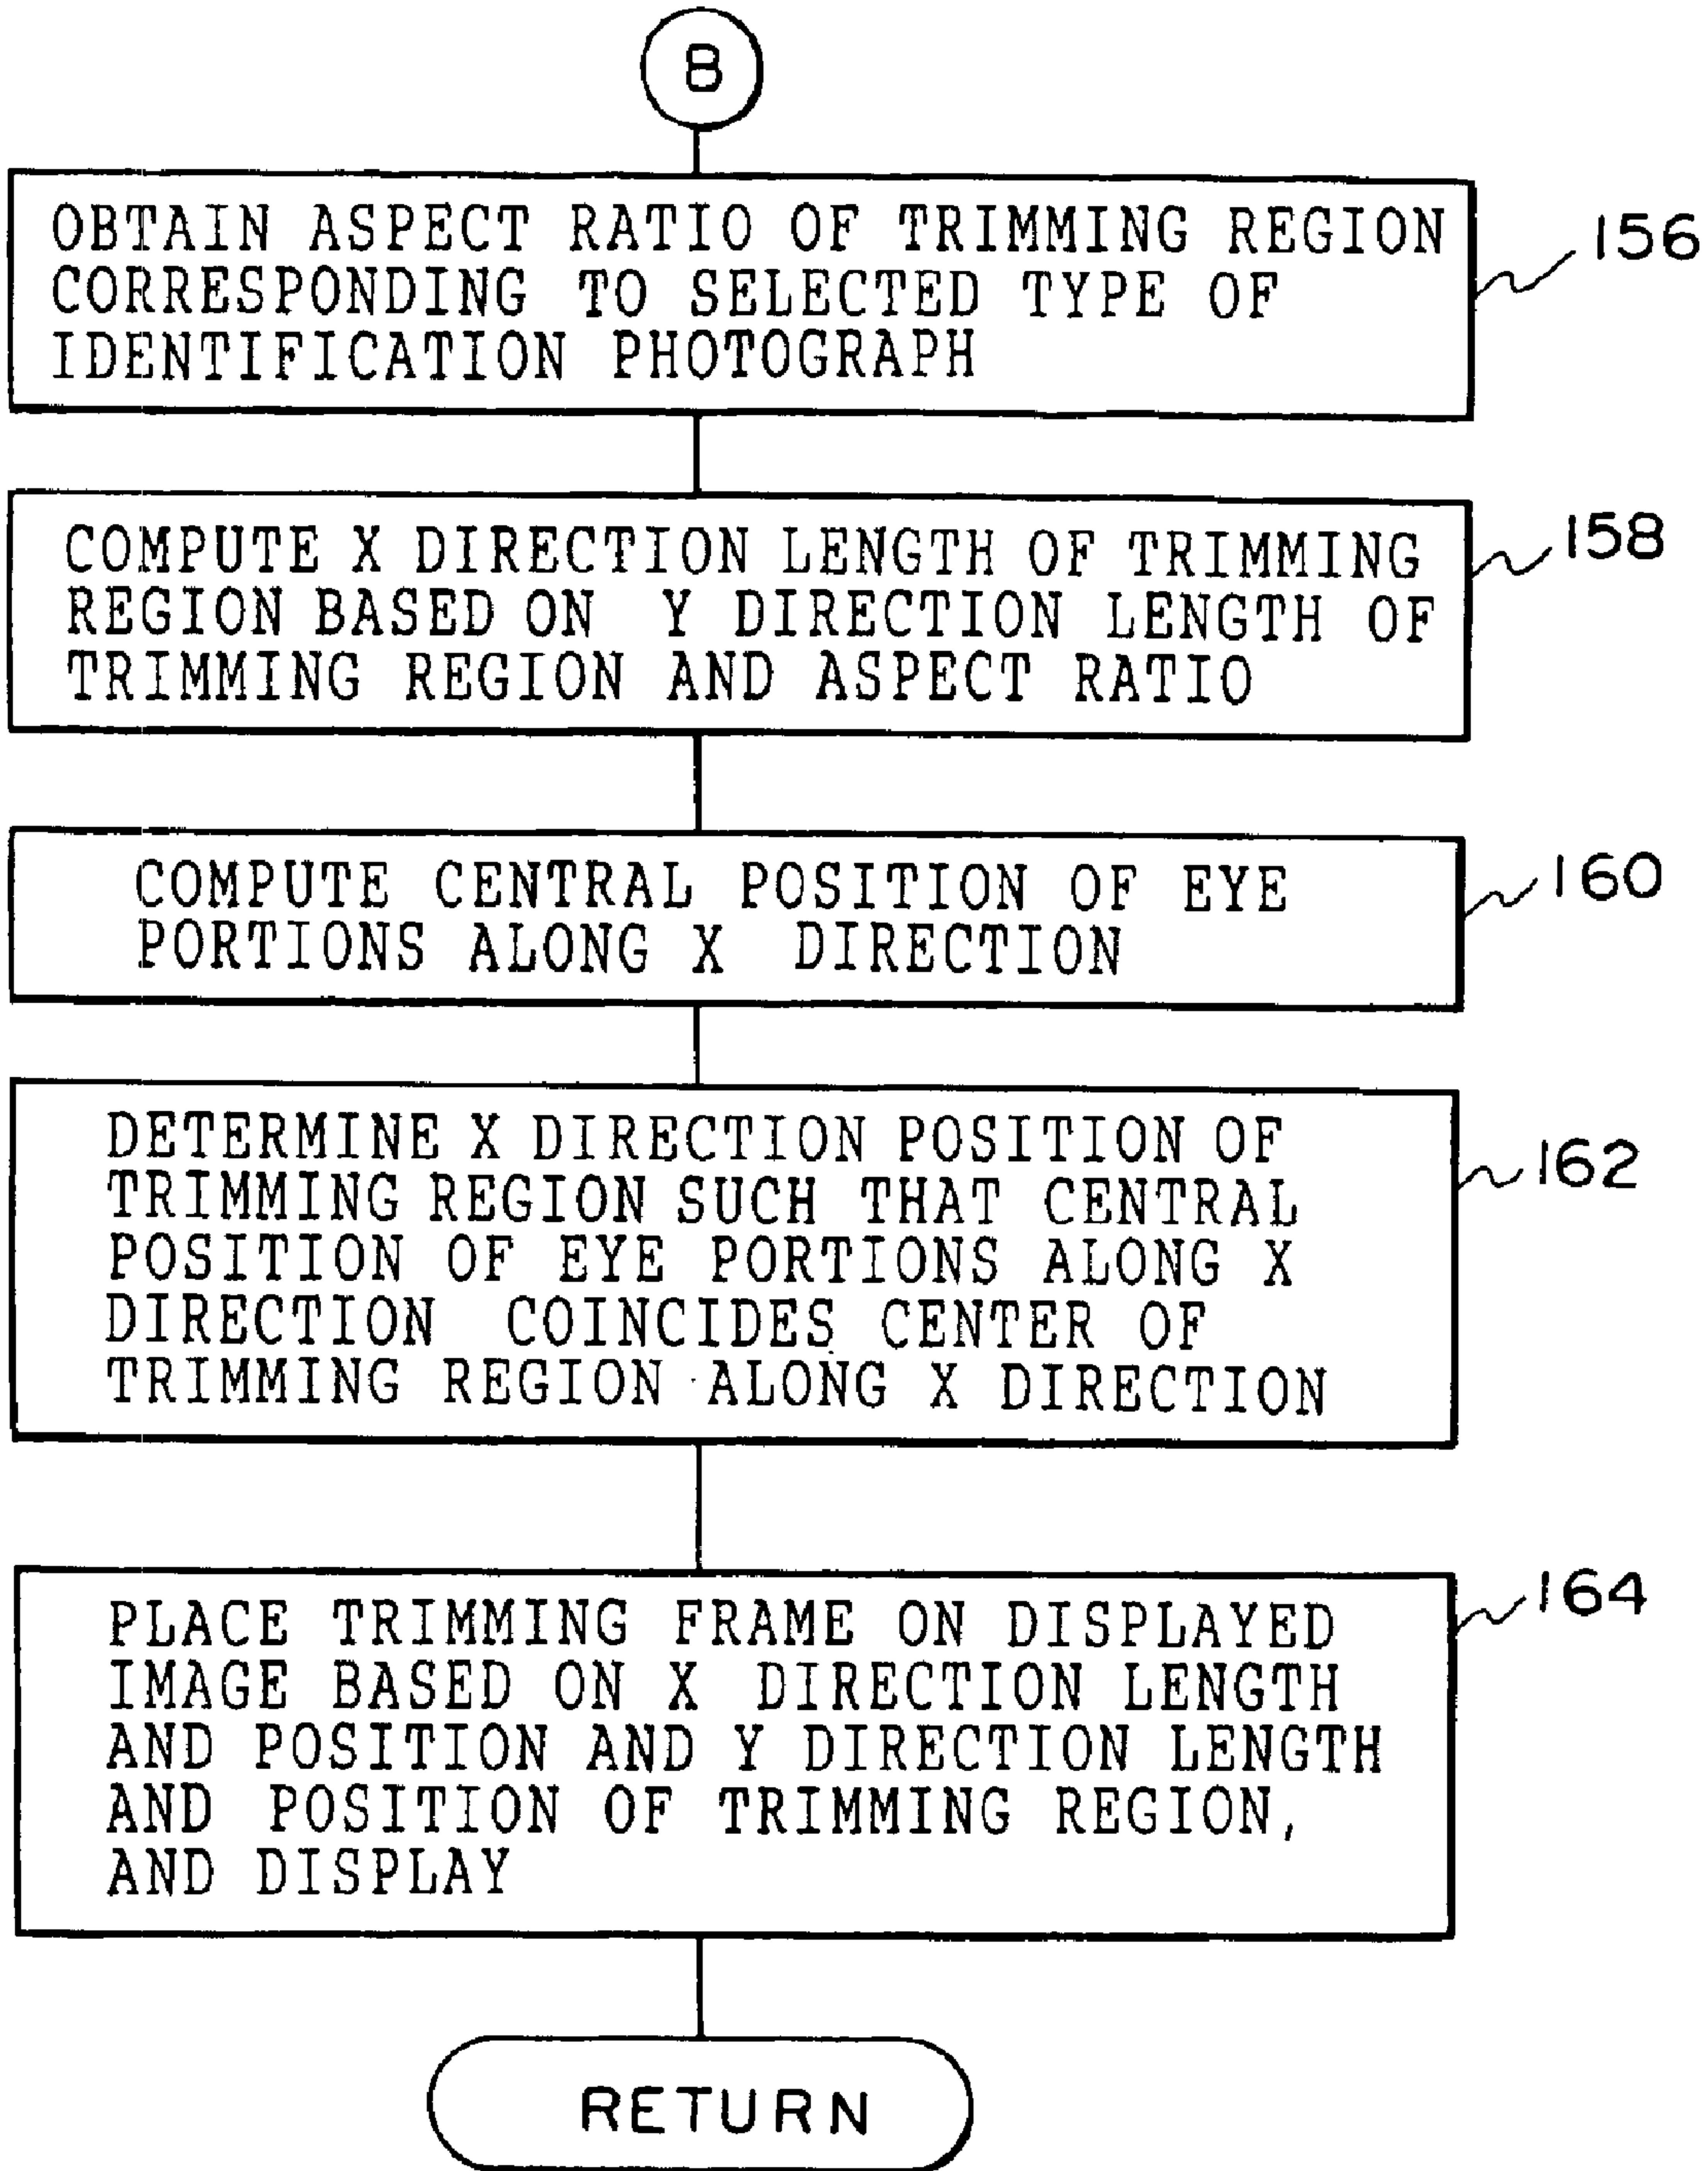 B
OBTAIN ASPECT RATIO OF TRIMMING REGION
CORRESPONDING TO SELECTED TYPE OF
IDENTIFICATION PHOTOGRAPH
156
COMPUTE X DIRECTION LENGTH OF TRIMMING
REGION BASED ON Y DIRECTION LENGTH OF
TRIMMING REGION AND ASPECT RATIO
158
COMPUTE CENTRAL POSITION OF EYE
PORTIONS ALONG X DIRECTION
160
DETERMINE X DIRECTION POSITION OF
TRIMMING REGION SUCH THAT CENTRAL
POSITION OF EYE PORTIONS ALONG X
DIRECTION COINCIDES CENTER OF
TRIMMING REGION ALONG X DIRECTION
162
PLACE TRIMMING FRAME ON DISPLAYED
IMAGE BASED ON X DIRECTION LENGTH
AND POSITION AND Y DIRECTION LENGTH
AND POSITION OF TRIMMING REGION,
AND DISPLAY
164
RETURN